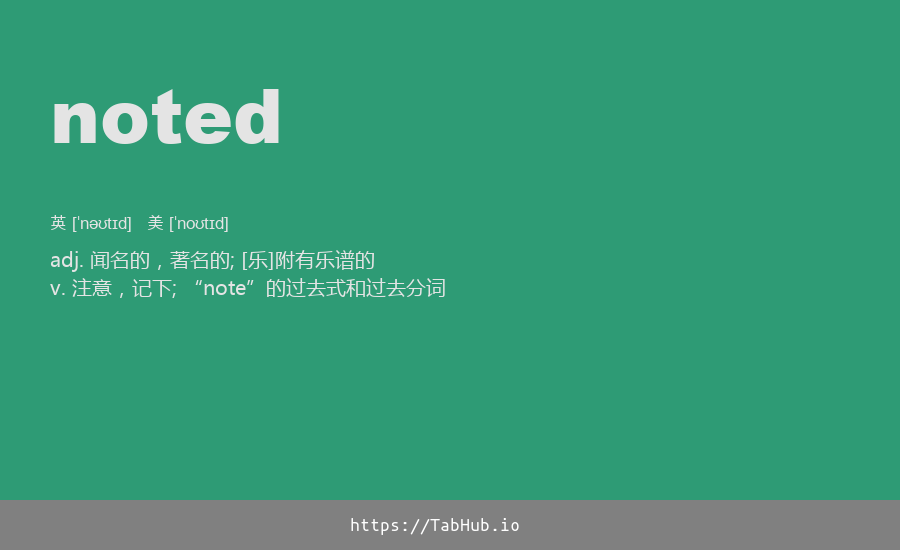 noted
英 [ˈnəʊtɪd] 美 [ˈnoʊtɪd]
adj. 闻名的，著名的; [乐]附有乐谱的
v. 注意，记下; “note”的过去式和过去分词
https://TabHub.io